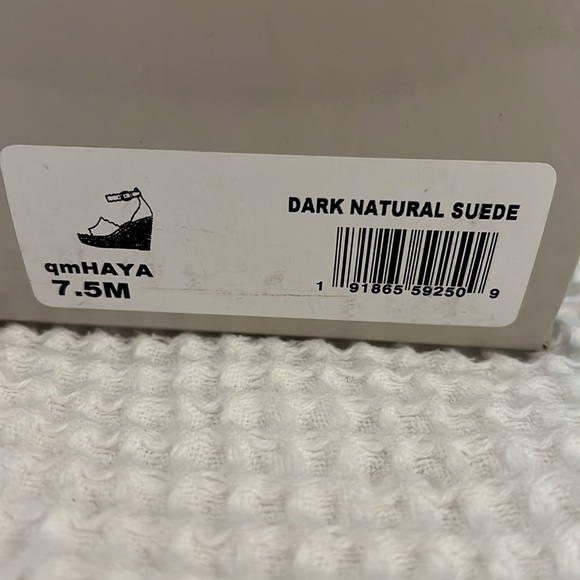 qmHAYA
7.5M
DARK NATURAL SUEDE
1 91865 59250 9